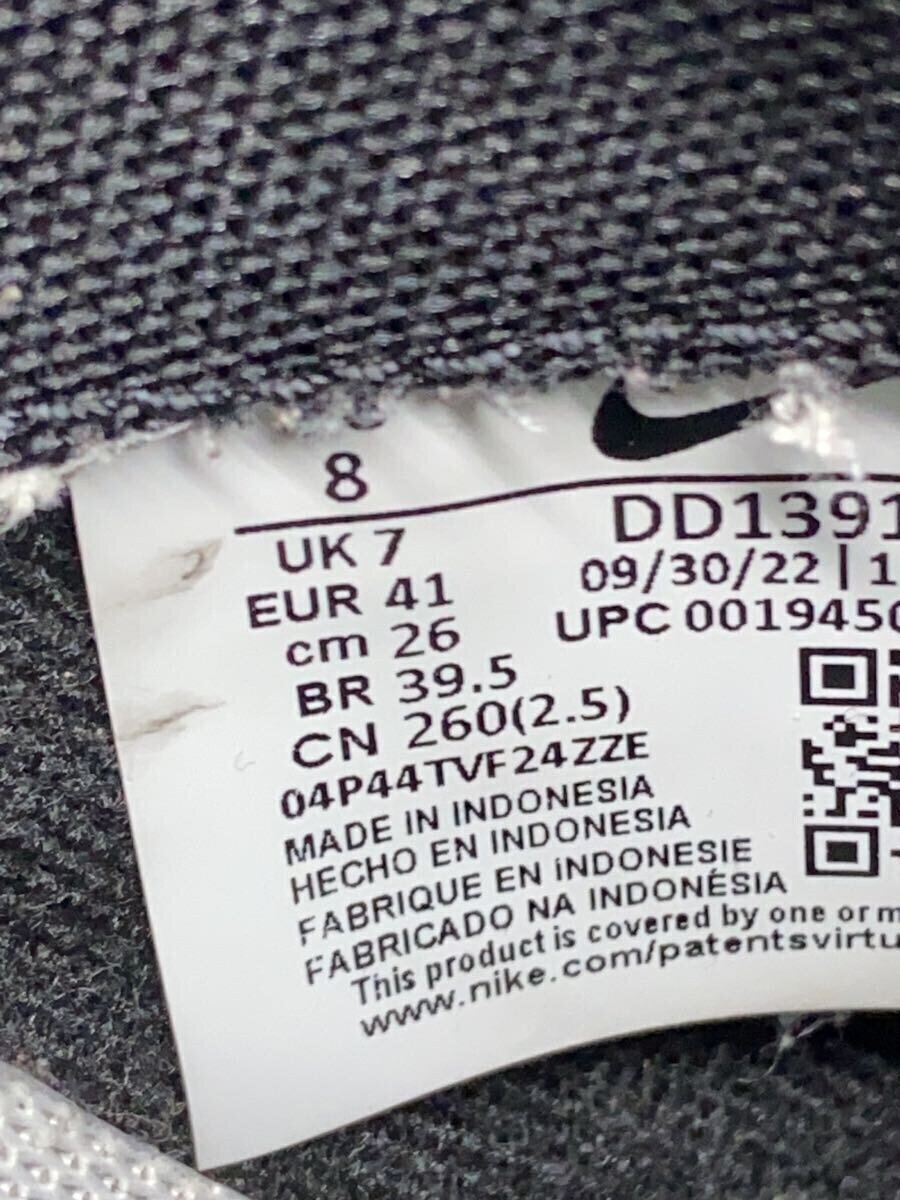 8
UK 7
EUR 41
cm 26
BR 39.5
CN 260(2.5)
04P44TVF24ZZE
MADE IN INDONESIA
HECHO EN INDONESIA
FABRIQUE EN INDONESIE
FABRICADO NA INDONÉSIA
This product is covered by one or m
www.nike.com/patentsvirtu
DD1391
09/30/22 | 1
UPC 0019450